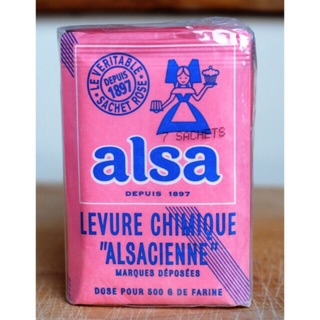 LE VERITABLE
DEPUIS
1897
SACHET ROSE
7 SACHETS
alsa
DEPUIS 1897
LEVURE CHIMIQUE
"ALSACIENNE"
MARQUES DÉPOSÉES
DOSE POUR 500 G DE FARINE